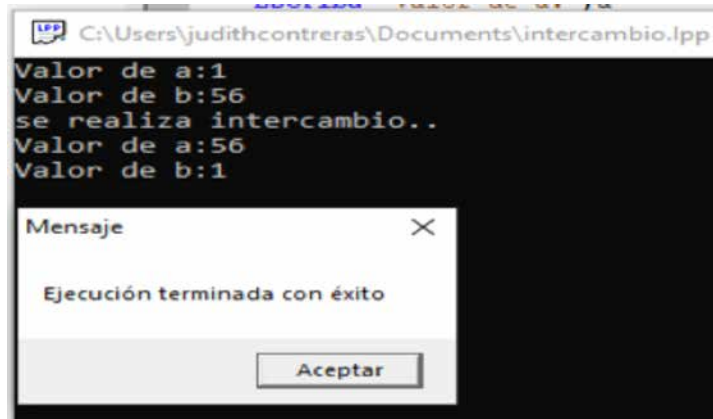 C:\Users\judithcontreras\Documents\intercambio.lpp
Valor de a:1
Valor de b:56
se realiza intercambio..
Valor de a:56
Valor de b:1
Mensaje
Ejecución terminada con éxito
Aceptar